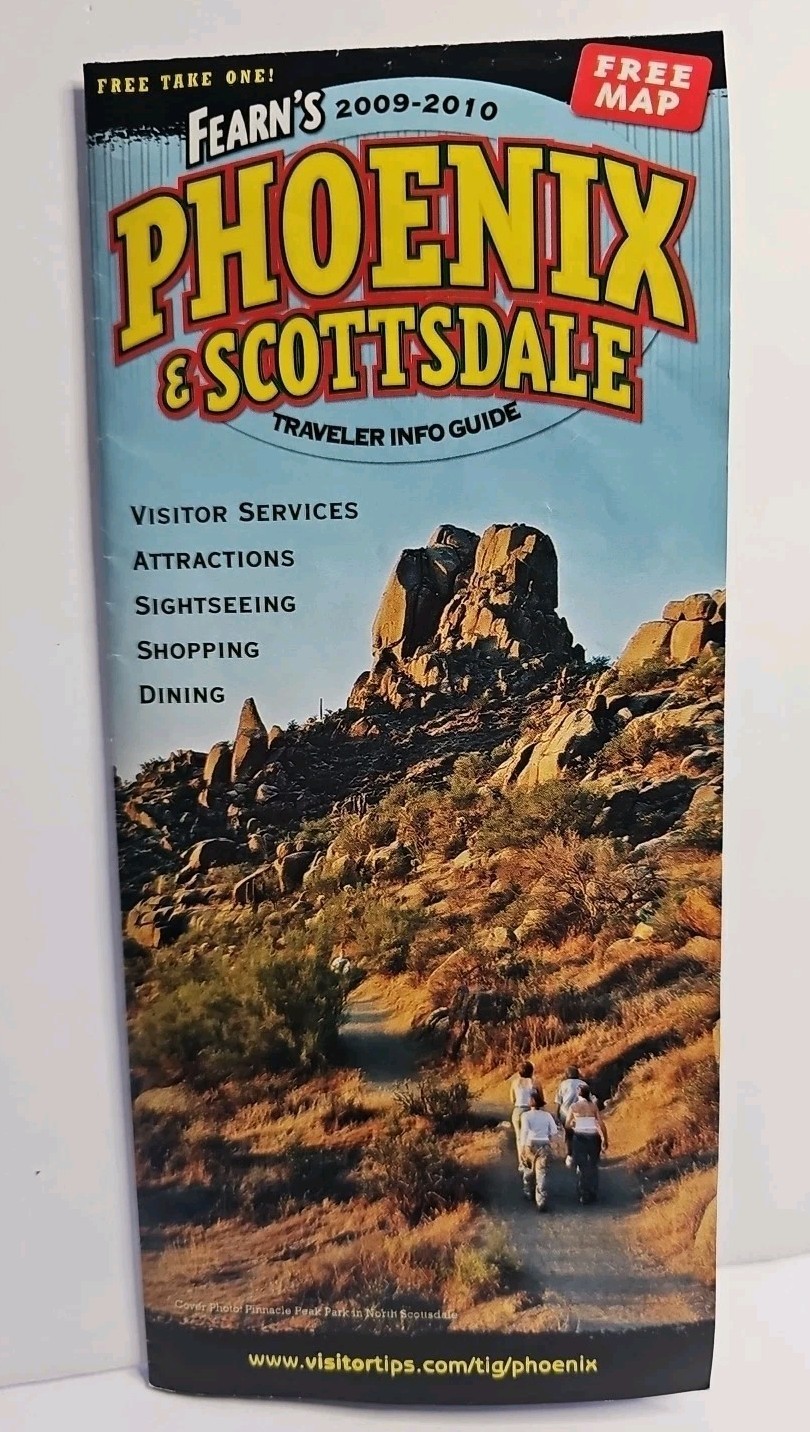 FREE TAKE ONE!
FREE
MAP
FEARN'S 2009-2010
PHOENIX
& SCOTTSDALE
TRAVELER INFO GUIDE
VISITOR SERVICES
ATTRACTIONS
SIGHTSEEING
SHOPPING
DINING
Cover Photo: Pinnacle Peak Park in North Scottsdale
www.visitortips.com/tig/phoenix